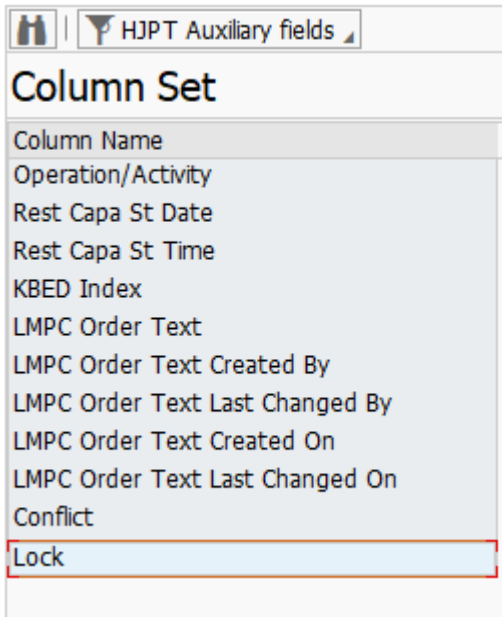 HJPT Auxiliary fields
Column Set
Column Name
Operation/Activity
Rest Capa St Date
Rest Capa St Time
KBED Index
LMPC Order Text
LMPC Order Text Created By
LMPC Order Text Last Changed By
LMPC Order Text Created On
LMPC Order Text Last Changed On
Conflict
Lock